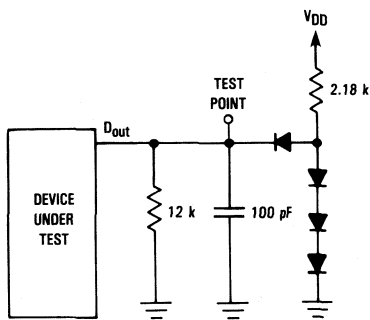 VDD
2.18 k
TEST
POINT
Dout
DEVICE
UNDER
TEST
12 k
100 pF